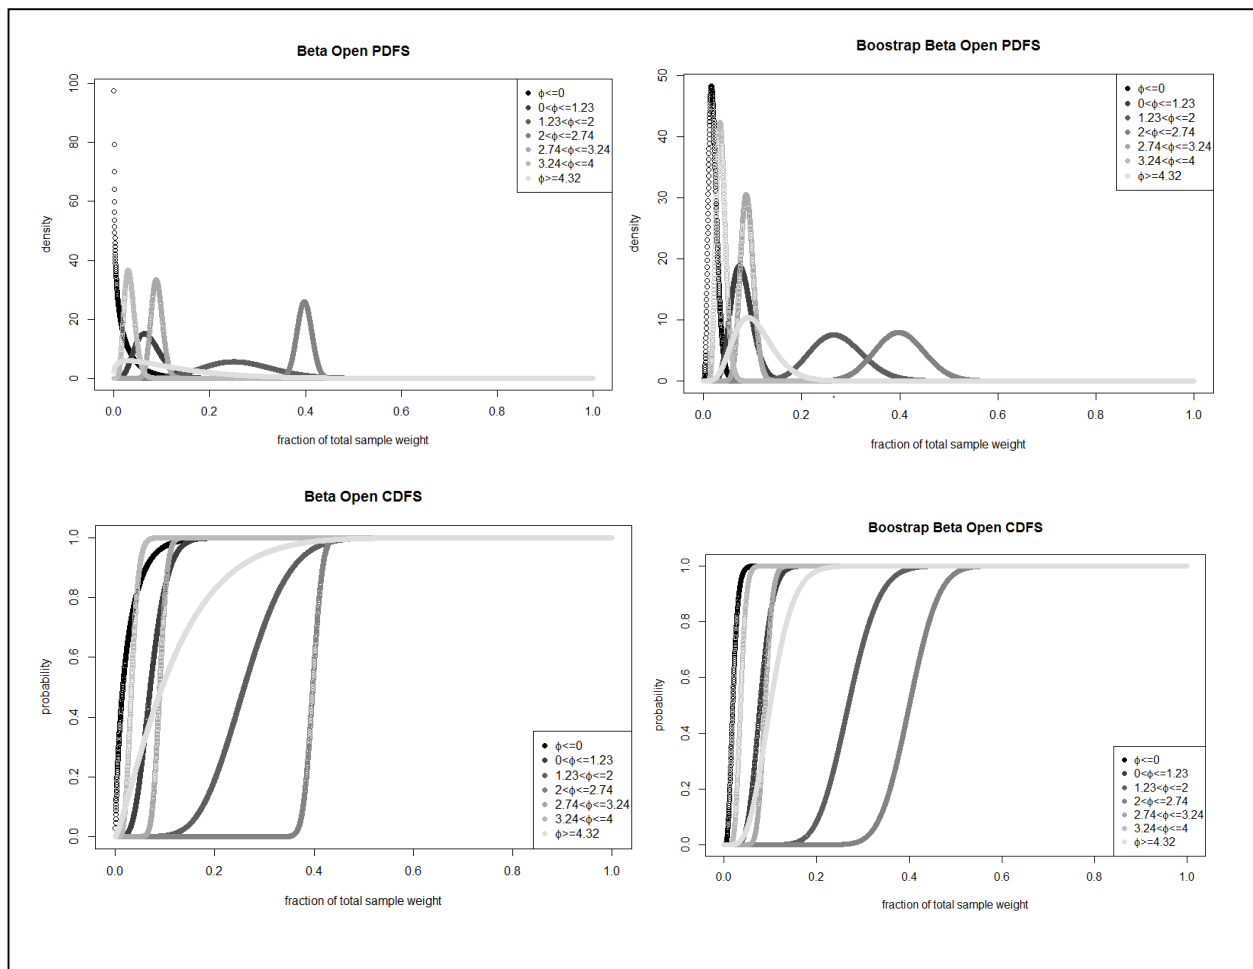 Beta Open PDFS
density
0
20
40
60
80
100
0.0 0.2 0.4 0.6 0.8 1.0
fraction of total sample weight
ϕ<=0
0<ϕ<=1.23
1.23<ϕ<=2
2<ϕ<=2.74
2.74<ϕ<=3.24
3.24<ϕ<=4
ϕ>=4.32
Boostrap Beta Open PDFS
density
0
10
20
30
40
50
0.0 0.2 0.4 0.6 0.8 1.0
fraction of total sample weight
ϕ<=0
0<ϕ<=1.23
1.23<ϕ<=2
2<ϕ<=2.74
2.74<ϕ<=3.24
3.24<ϕ<=4
ϕ>=4.32
Beta Open CDFS
probability
0.0
0.2
0.4
0.6
0.8
1.0
0.0 0.2 0.4 0.6 0.8 1.0
fraction of total sample weight
ϕ<=0
0<ϕ<=1.23
1.23<ϕ<=2
2<ϕ<=2.74
2.74<ϕ<=3.24
3.24<ϕ<=4
ϕ>=4.32
Boostrap Beta Open CDFS
probability
0.0
0.2
0.4
0.6
0.8
1.0
0.0 0.2 0.4 0.6 0.8 1.0
fraction of total sample weight
ϕ<=0
0<ϕ<=1.23
1.23<ϕ<=2
2<ϕ<=2.74
2.74<ϕ<=3.24
3.24<ϕ<=4
ϕ>=4.32